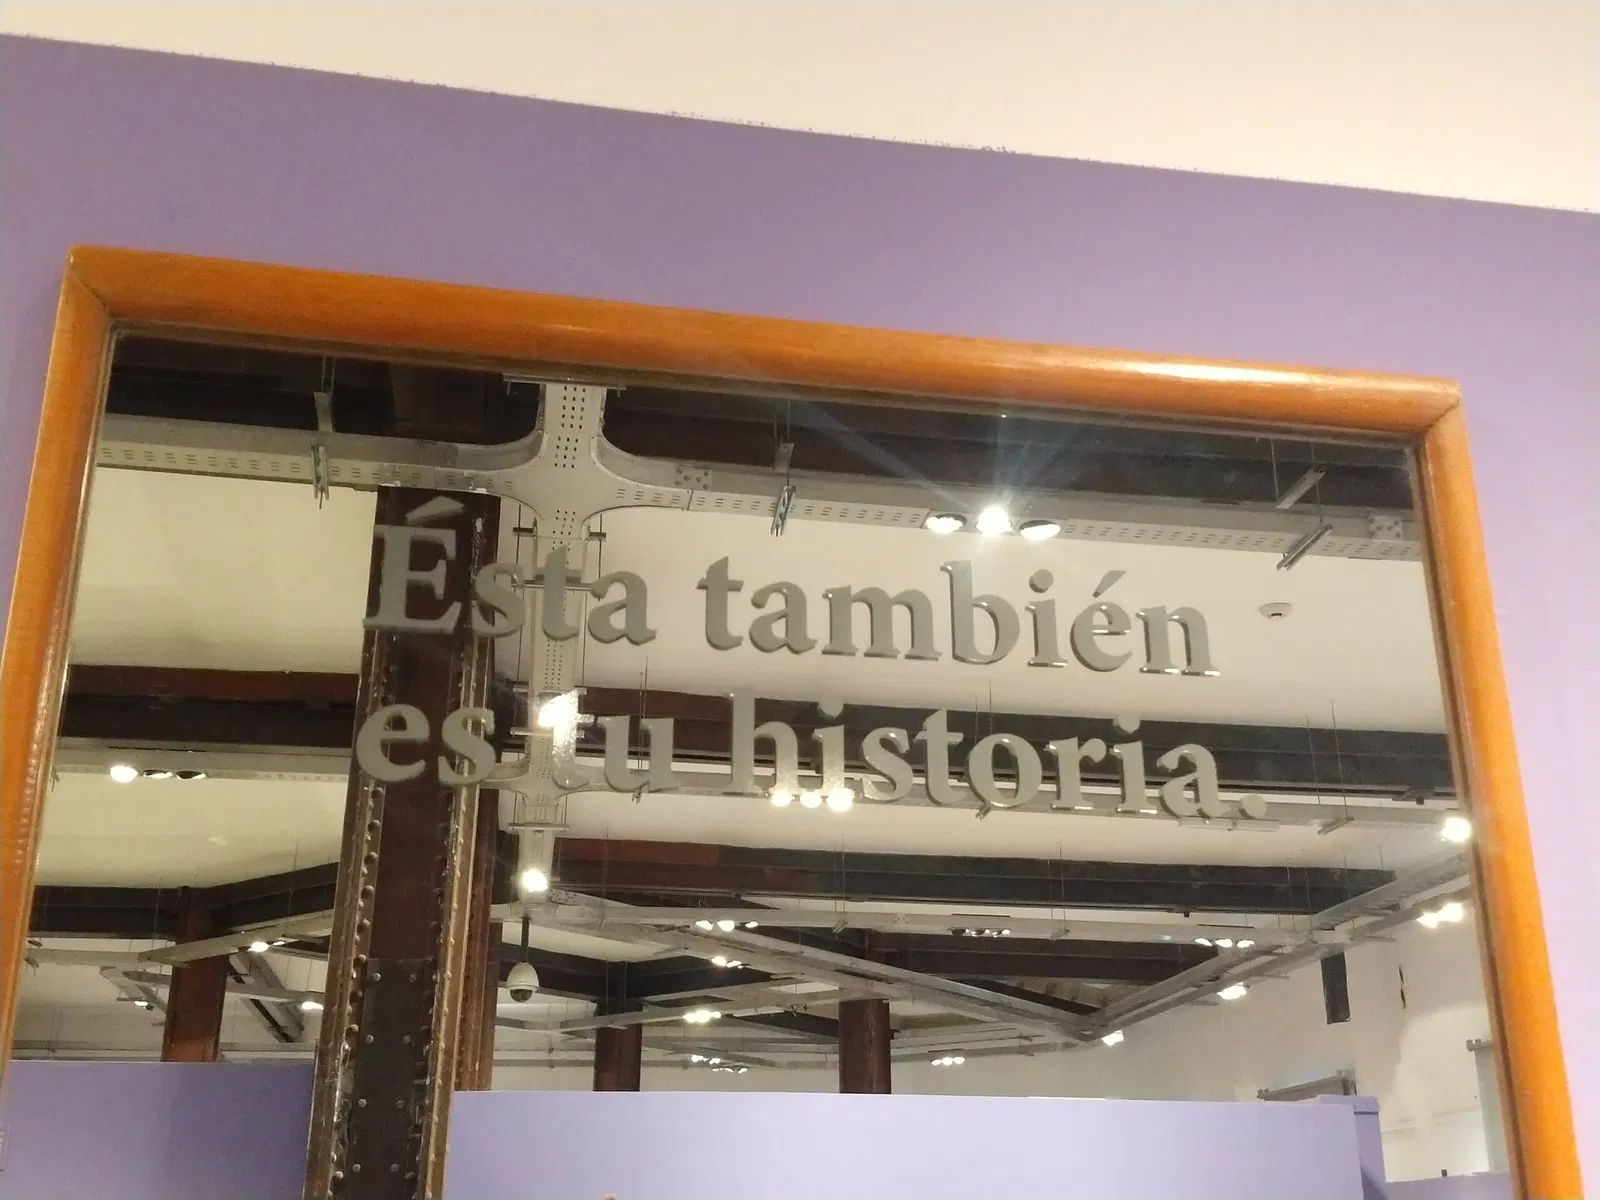 Ésta también
es tu historia.